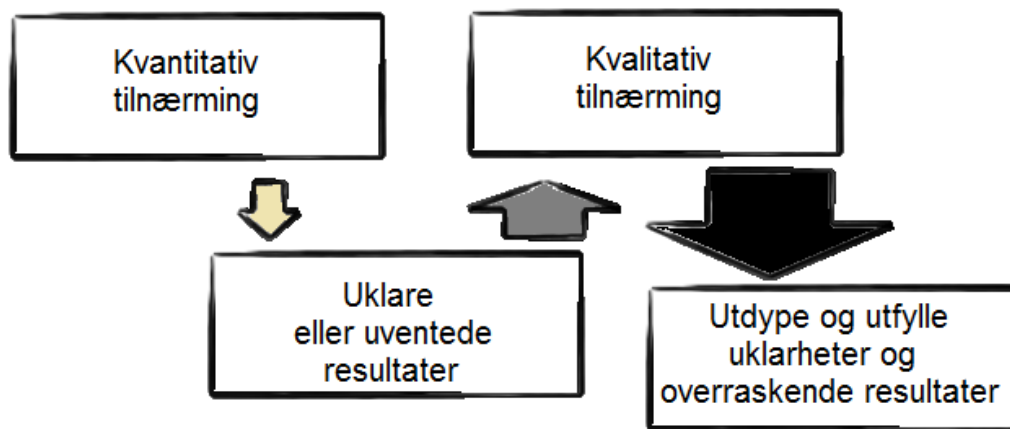 Kvantitativ
tilnærming
Kvalitativ
tilnærming
Uklare
eller uventede
resultater
Utdype og utfylle
uklarheter og
overraskende resultater